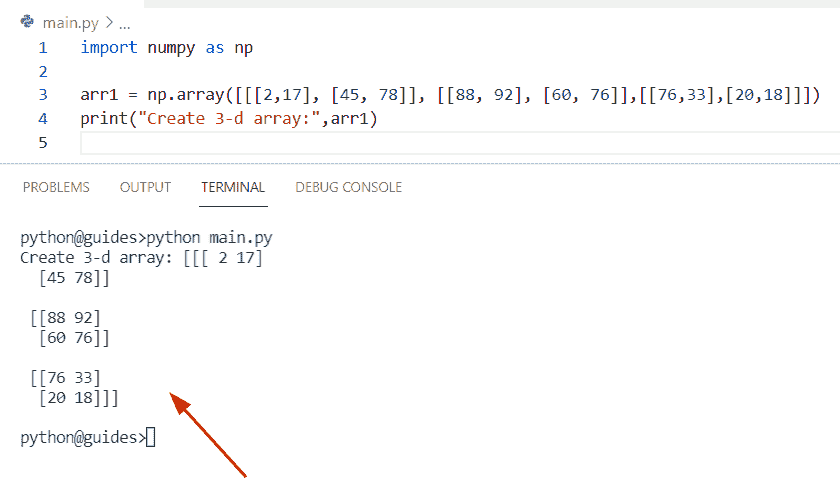 main.py > ...
1 import numpy as np
2
3 arr1 = np.array([[[2,17], [45, 78]], [[88, 92], [60, 76]],[[76,33],[20,18]]])
4 print("Create 3-d array:",arr1)
5
PROBLEMS OUTPUT TERMINAL DEBUG CONSOLE
python@guides>python main.py
Create 3-d array: [[[ 2 17]
  [45 78]]

 [[88 92]
  [60 76]]

 [[76 33]
  [20 18]]]

python@guides>